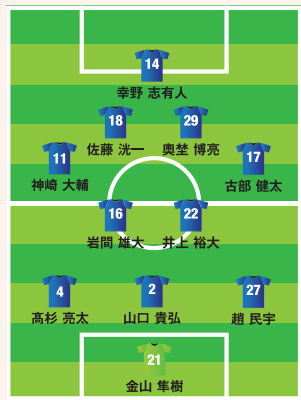 14
幸野 志有人
18
29
佐藤 洸一
奥埜 博亮
11
17
神崎 大輔
古部 健太
16
22
岩間 雄大
井上 裕大
4
2
27
髙杉 亮太
山口 貴弘
趙 民宇
21
金山 隼樹